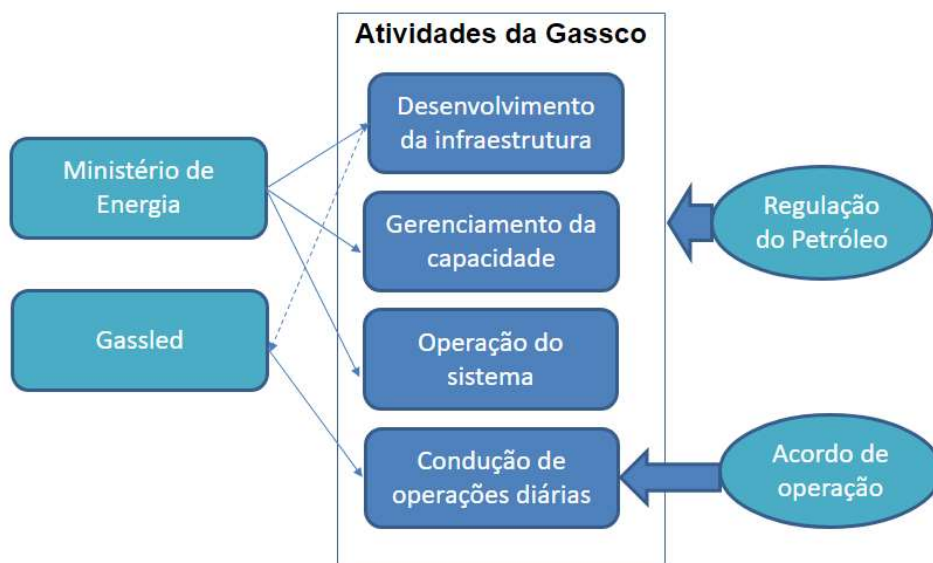 Atividades da Gassco
Desenvolvimento
da infraestrutura
Ministério de
Energia
Gerenciamento da
capacidade
Regulação
do Petróleo
Gassled
Operação do
sistema
Condução de
operações diárias
Acordo de
operação